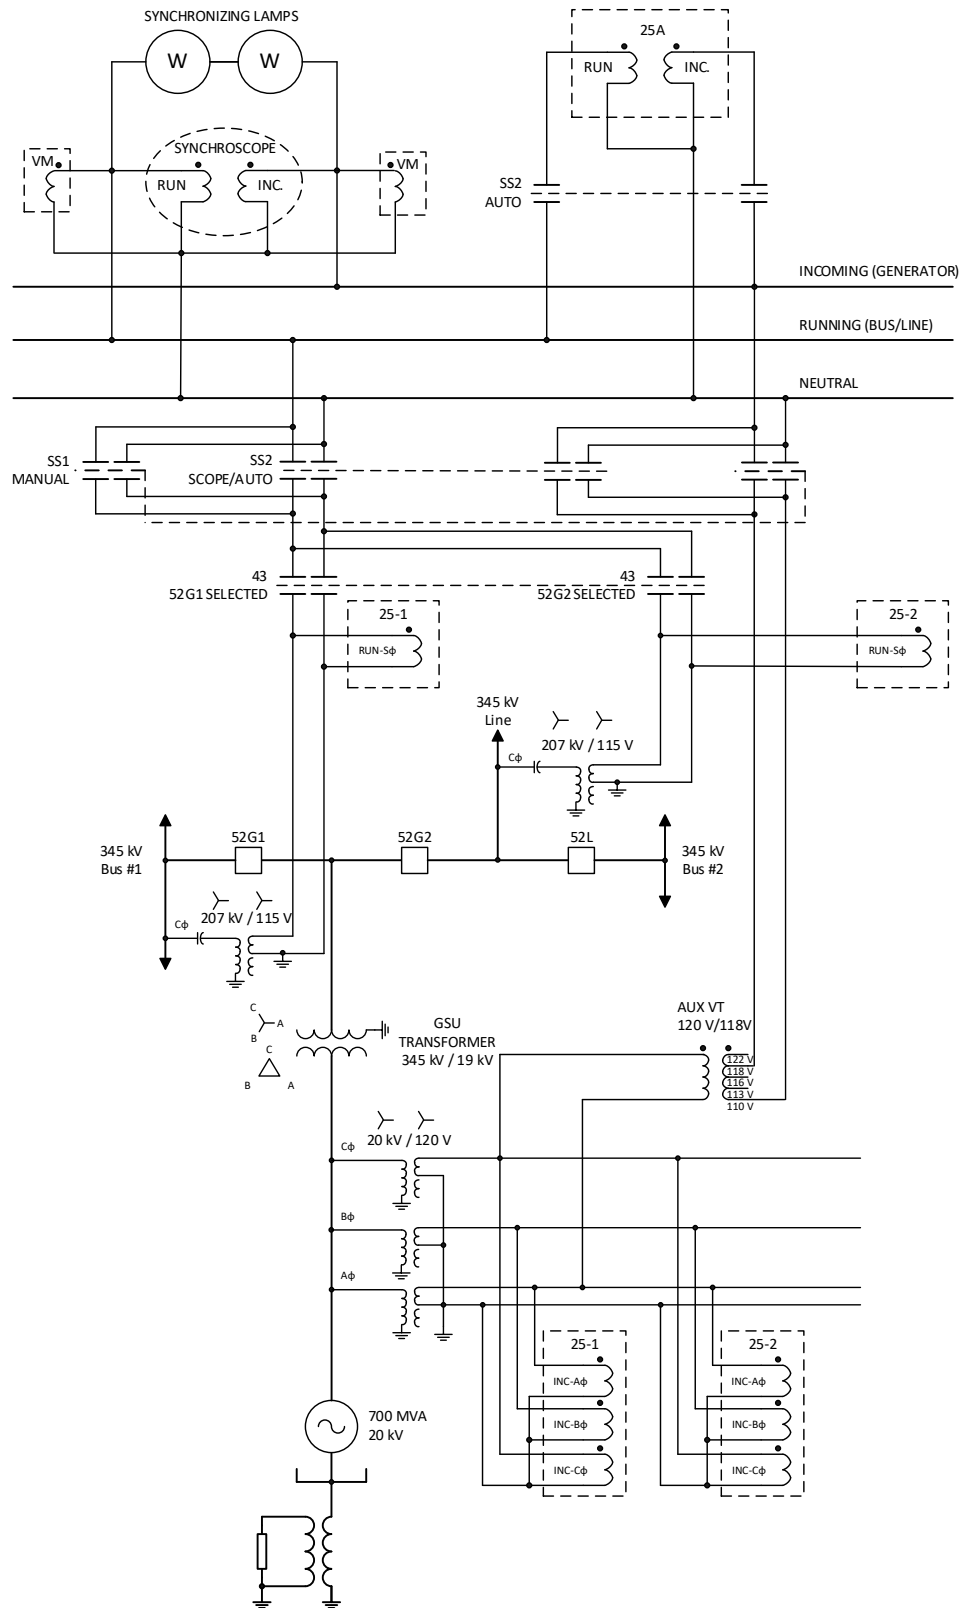 SYNCHRONIZING LAMPS
W
W
25A
RUN
INC.
VM
SYNCHROSCOPE
RUN
INC.
VM
SS2
AUTO
INCOMING (GENERATOR)
RUNNING (BUS/LINE)
NEUTRAL
SS1
MANUAL
SS2
SCOPE/AUTO
43
52G1 SELECTED
43
52G2 SELECTED
25-1
RUN-Sϕ
25-2
RUN-Sϕ
345 kV
Line
207 kV / 115 V
Cϕ
52G1
52G2
52L
345 kV
Bus #1
345 kV
Bus #2
207 kV / 115 V
Cϕ
C
A
B
C
B
A
GSU
TRANSFORMER
345 kV / 19 kV
AUX VT
120 V/118V
122 V
118 V
116 V
113 V
110 V
20 kV / 120 V
Cϕ
Bϕ
Aϕ
25-1
INC-Aϕ
INC-Bϕ
INC-Cϕ
25-2
INC-Aϕ
INC-Bϕ
INC-Cϕ
700 MVA
20 kV